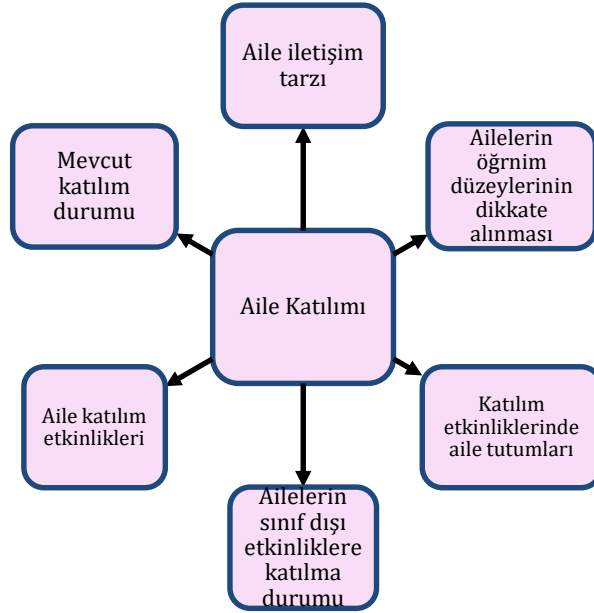 Aile iletişim
tarzı
Mevcut
katılım
durumu
Ailelerin
öğrnim
düzeylerinin
dikkate
alınması
Aile Katılımı
Aile katılım
etkinlikleri
Katılım
etkinliklerinde
aile tutumları
Ailelerin
sınıf dışı
etkinliklere
katılma
durumu